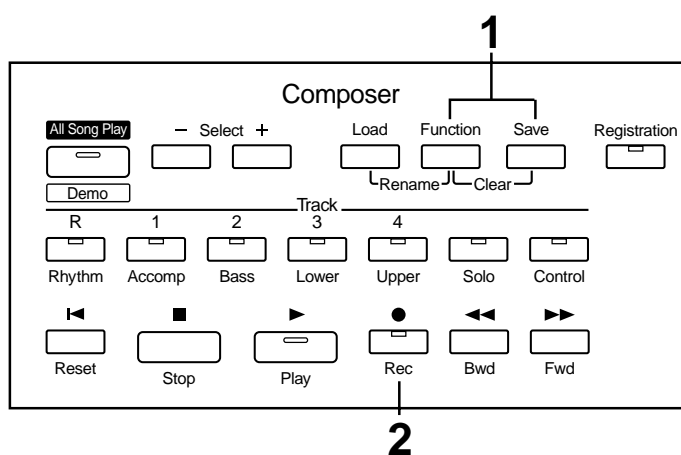 1
Composer
All Song Play
− Select +
Load Function Save Registration
Demo
Rename Clear
Track
R 1 2 3 4
Rhythm Accomp Bass Lower Upper Solo Control
Reset Stop Play Rec Bwd Fwd
2